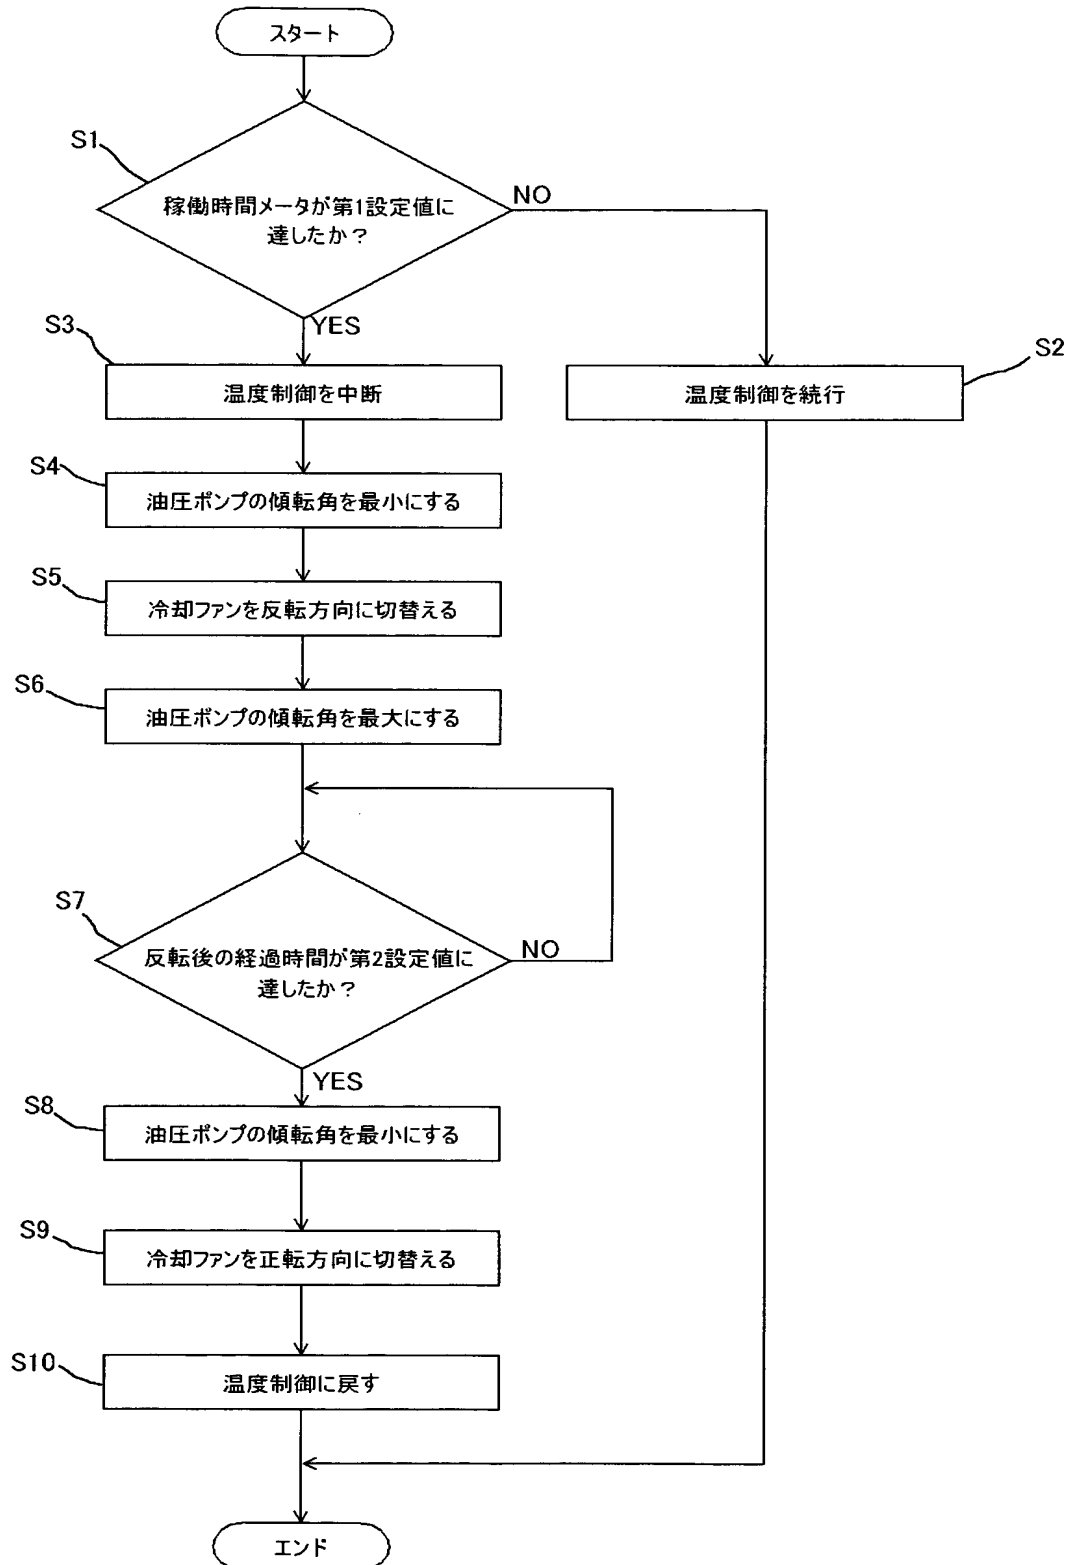 スタート
S1
稼働時間メータが第1設定値に
達したか？
NO
YES
S3
温度制御を中断
S2
温度制御を続行
S4
油圧ポンプの傾転角を最小にする
S5
冷却ファンを反転方向に切替える
S6
油圧ポンプの傾転角を最大にする
S7
反転後の経過時間が第2設定値に
達したか？
NO
YES
S8
油圧ポンプの傾転角を最小にする
S9
冷却ファンを正転方向に切替える
S10
温度制御に戻す
エンド